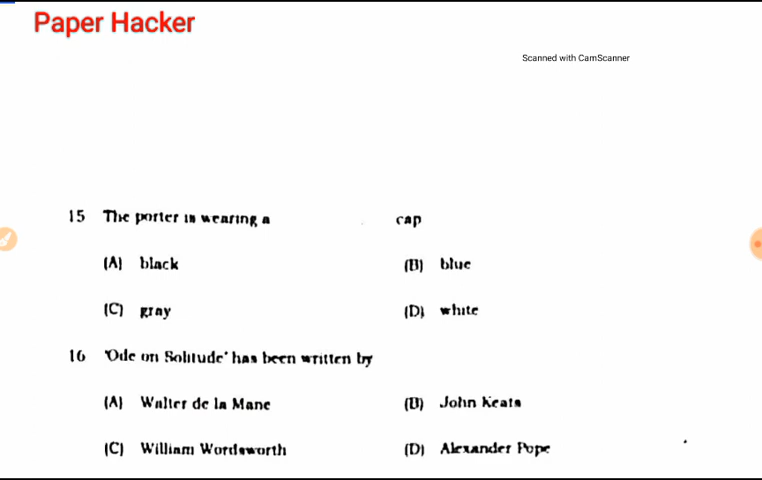 Paper Hacker
Scanned with CamScanner
15 The porter is wearing a cap
(A) black (B) blue
(C) gray (D) white
16 'Ode on Solitude' has been written by
(A) Walter de la Mane (B) John Keats
(C) William Wordsworth (D) Alexander Pope